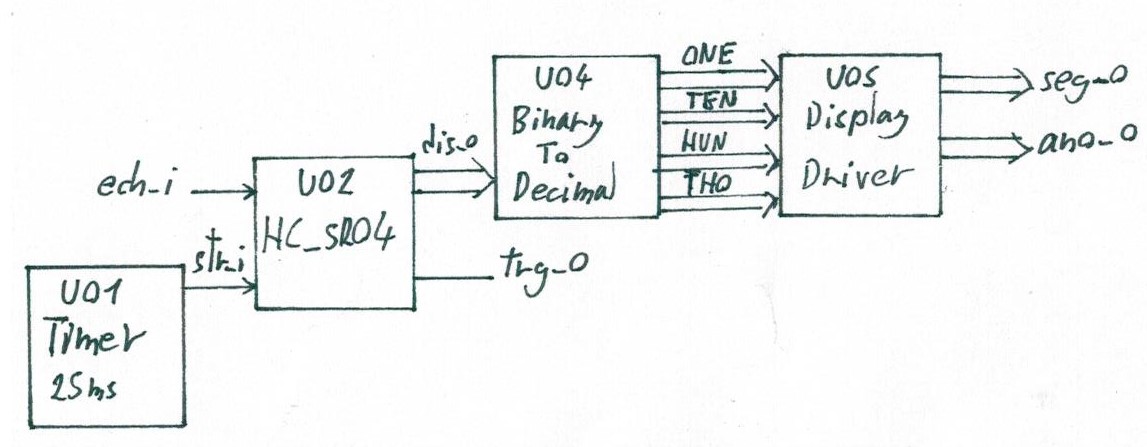 ech_i
str_i
U01
Timer
25ms
U02
HC_SR04
dis_o
trg_o
U04
Binary
To
Decimal
ONE
TEN
HUN
THO
U05
Display
Driver
seg_o
ano_o